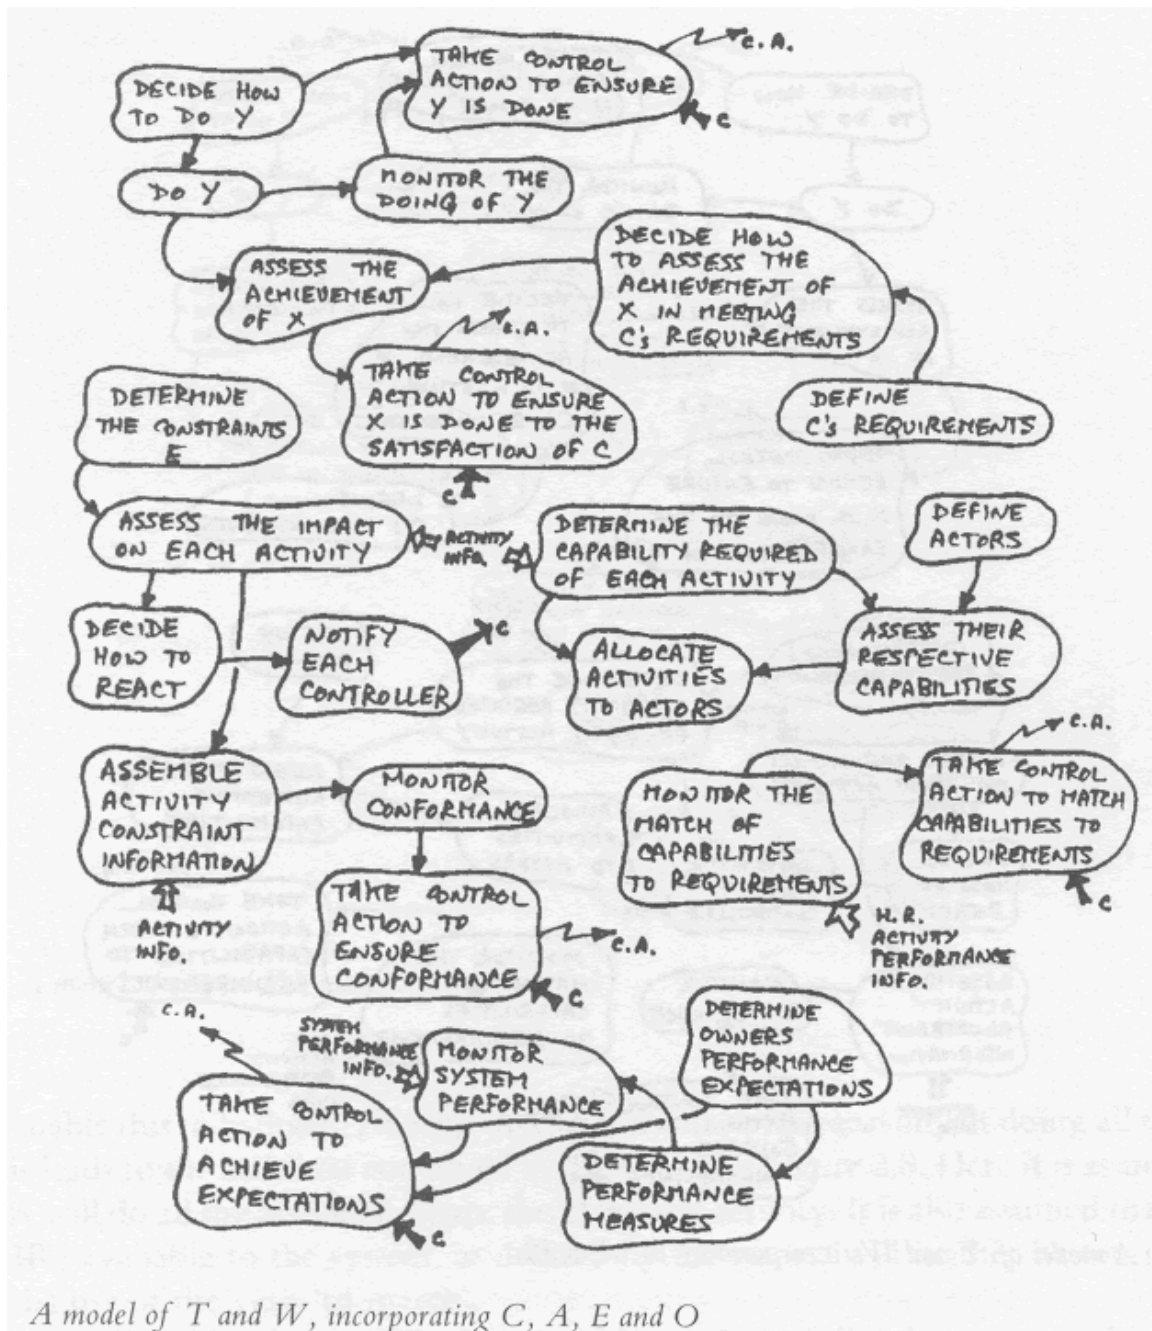 TAKE CONTROL
ACTION TO ENSURE
Y IS DONE
C.A.
C
DECIDE HOW
TO DO Y
DO Y
MONITOR THE
DOING OF Y
DECIDE HOW
TO ASSESS THE
ACHIEVEMENT OF
X IN MEETING
C's REQUIREMENTS
ASSESS THE
ACHIEVEMENT
OF X
C.A.
TAKE CONTROL
ACTION TO ENSURE
X IS DONE TO THE
SATISFACTION OF C
C
DEFINE
C's REQUIREMENTS
DETERMINE
THE CONSTRAINTS
E
ASSESS THE IMPACT
ON EACH ACTIVITY
ACTIVITY
INFO.
DETERMINE THE
CAPABILITY REQUIRED
OF EACH ACTIVITY
DEFINE
ACTORS
DECIDE
HOW TO
REACT
NOTIFY
EACH
CONTROLLER
C
ALLOCATE
ACTIVITIES
TO ACTORS
ASSESS THEIR
RESPECTIVE
CAPABILITIES
C.A.
ASSEMBLE
ACTIVITY
CONSTRAINT-
INFORMATION
ACTIVITY
INFO.
MONITOR
CONFORMANCE
MONITOR THE
MATCH OF
CAPABILITIES
TO REQUIREMENTS
TAKE CONTROL
ACTION TO MATCH
CAPABILITIES TO
REQUIREMENTS
C
TAKE CONTROL
ACTION TO
ENSURE
CONFORMANCE
C.A.
C
H.R.
ACTIVITY
PERFORMANCE
INFO.
C.A.
SYSTEM
PERFORMANCE
INFO.
MONITOR
SYSTEM
PERFORMANCE
DETERMINE
OWNERS
PERFORMANCE
EXPECTATIONS
TAKE CONTROL
ACTION TO
ACHIEVE
EXPECTATIONS
C
DETERMINE
PERFORMANCE
MEASURES
A model of T and W, incorporating C, A, E and O